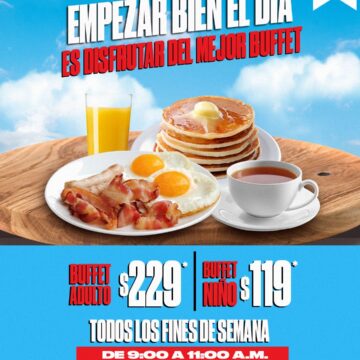 EMPEZAR BIEN EL DÍA
ES DISFRUTAR DEL MEJOR BUFFET
BUFFET ADULTO $229*
BUFFET NIÑO $119*
TODOS LOS FINES DE SEMANA
DE 9:00 A 11:00 A.M.